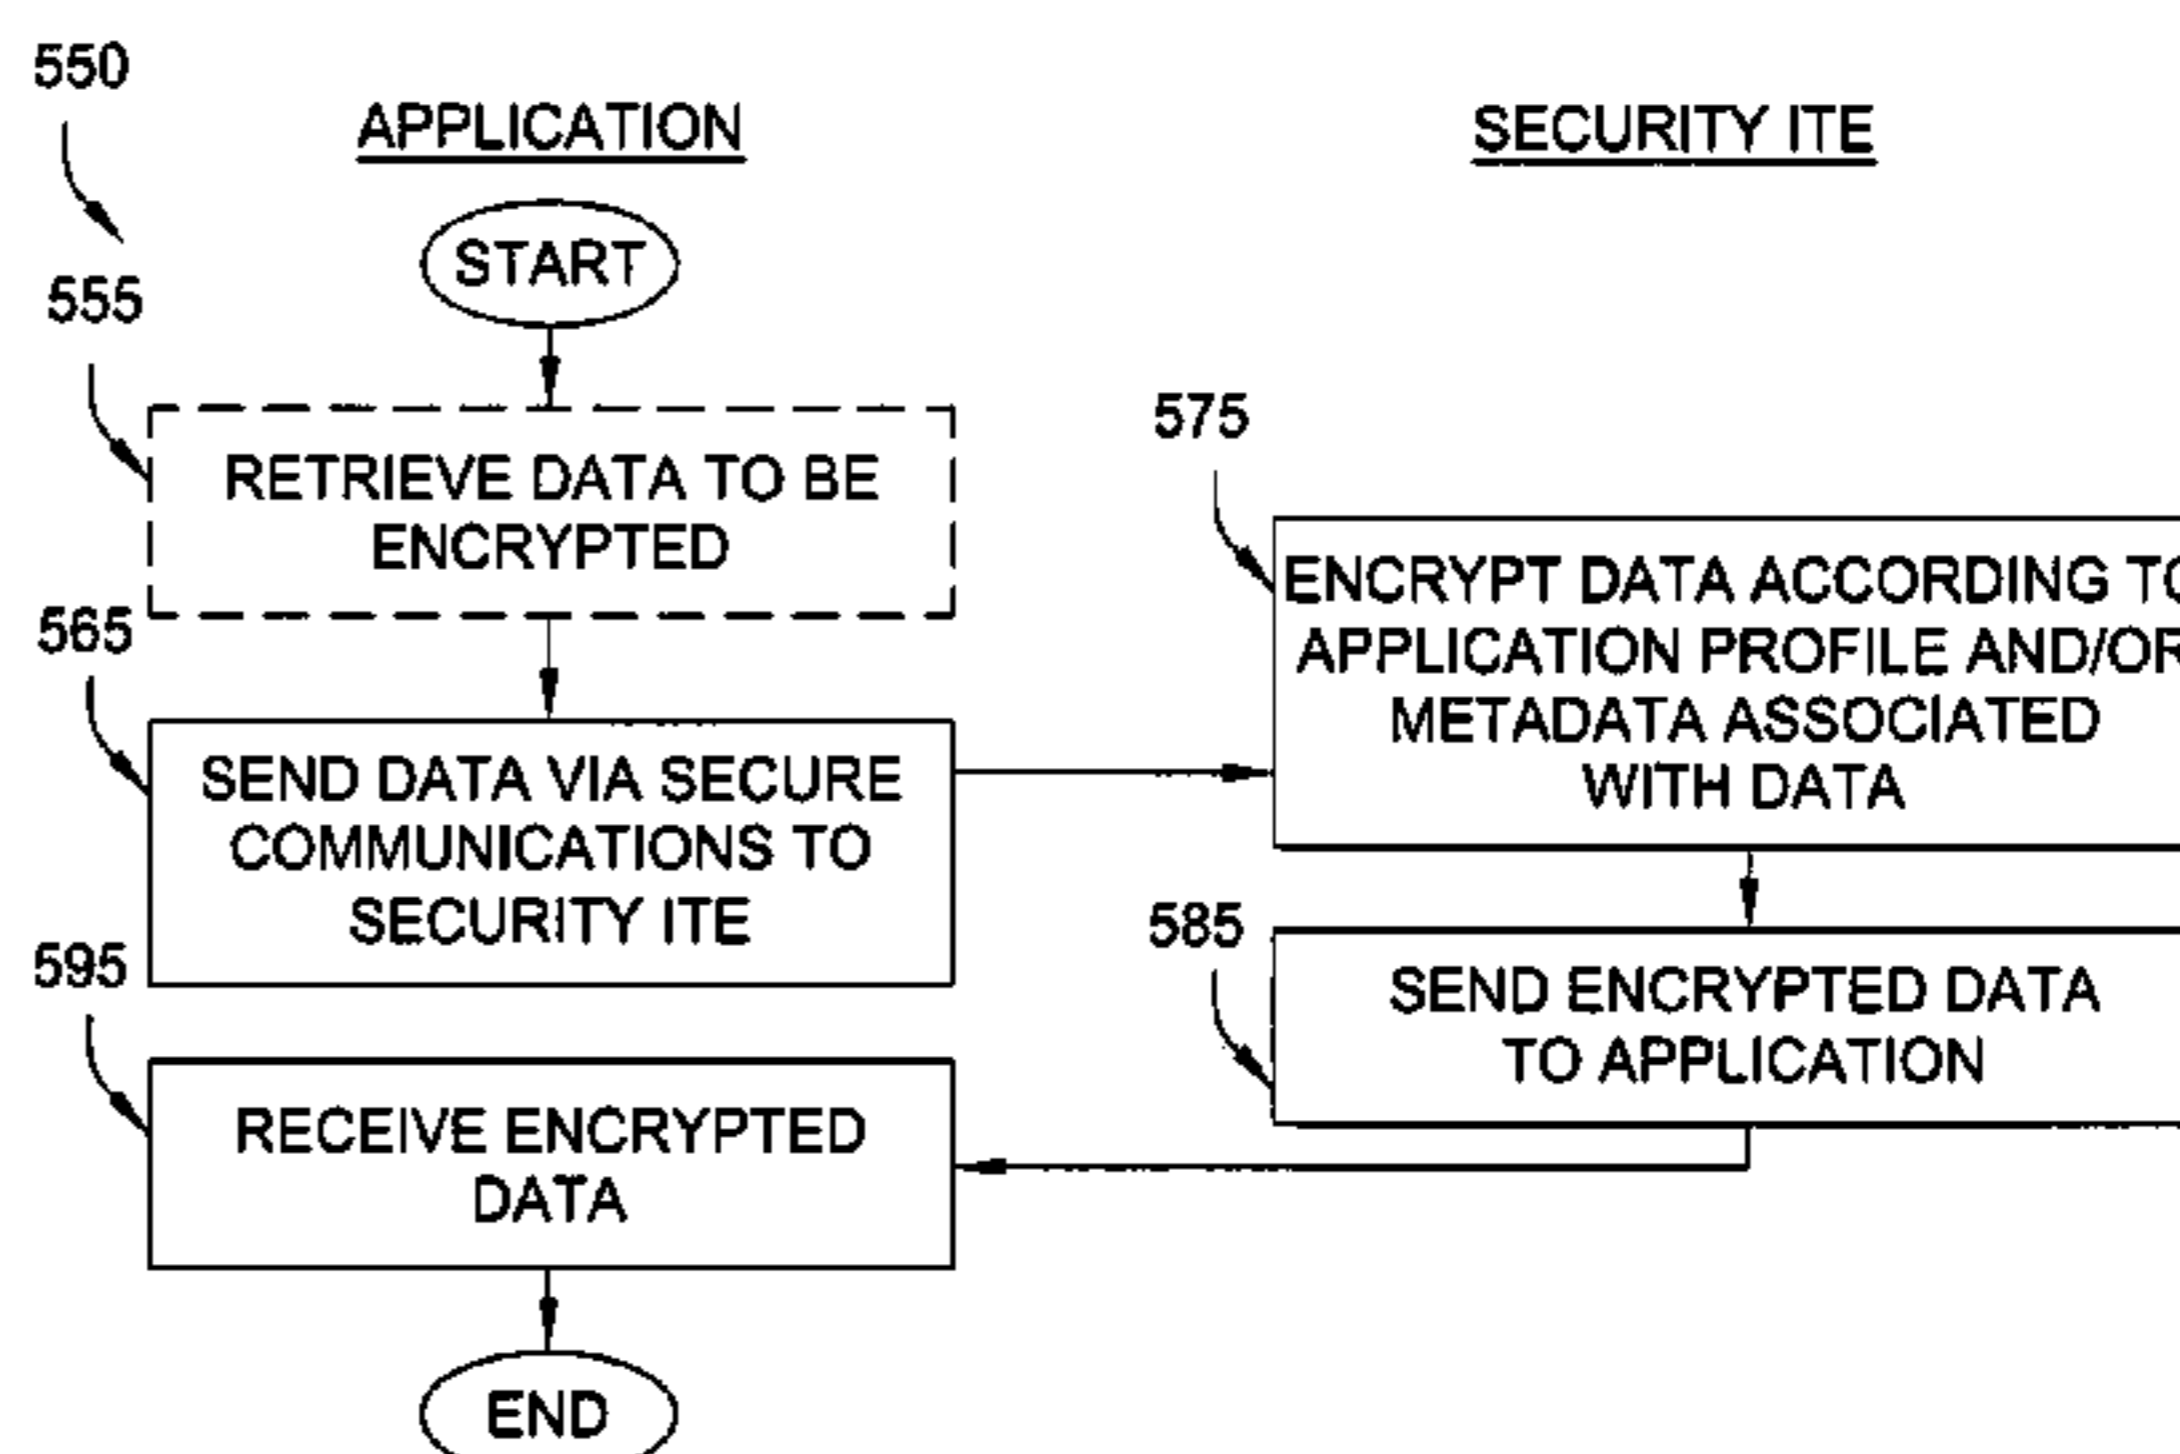 550
APPLICATION
SECURITY ITE
START
555
RETRIEVE DATA TO BE
ENCRYPTED
565
SEND DATA VIA SECURE
COMMUNICATIONS TO
SECURITY ITE
575
ENCRYPT DATA ACCORDING TO
APPLICATION PROFILE AND/OR
METADATA ASSOCIATED
WITH DATA
585
SEND ENCRYPTED DATA
TO APPLICATION
595
RECEIVE ENCRYPTED
DATA
END